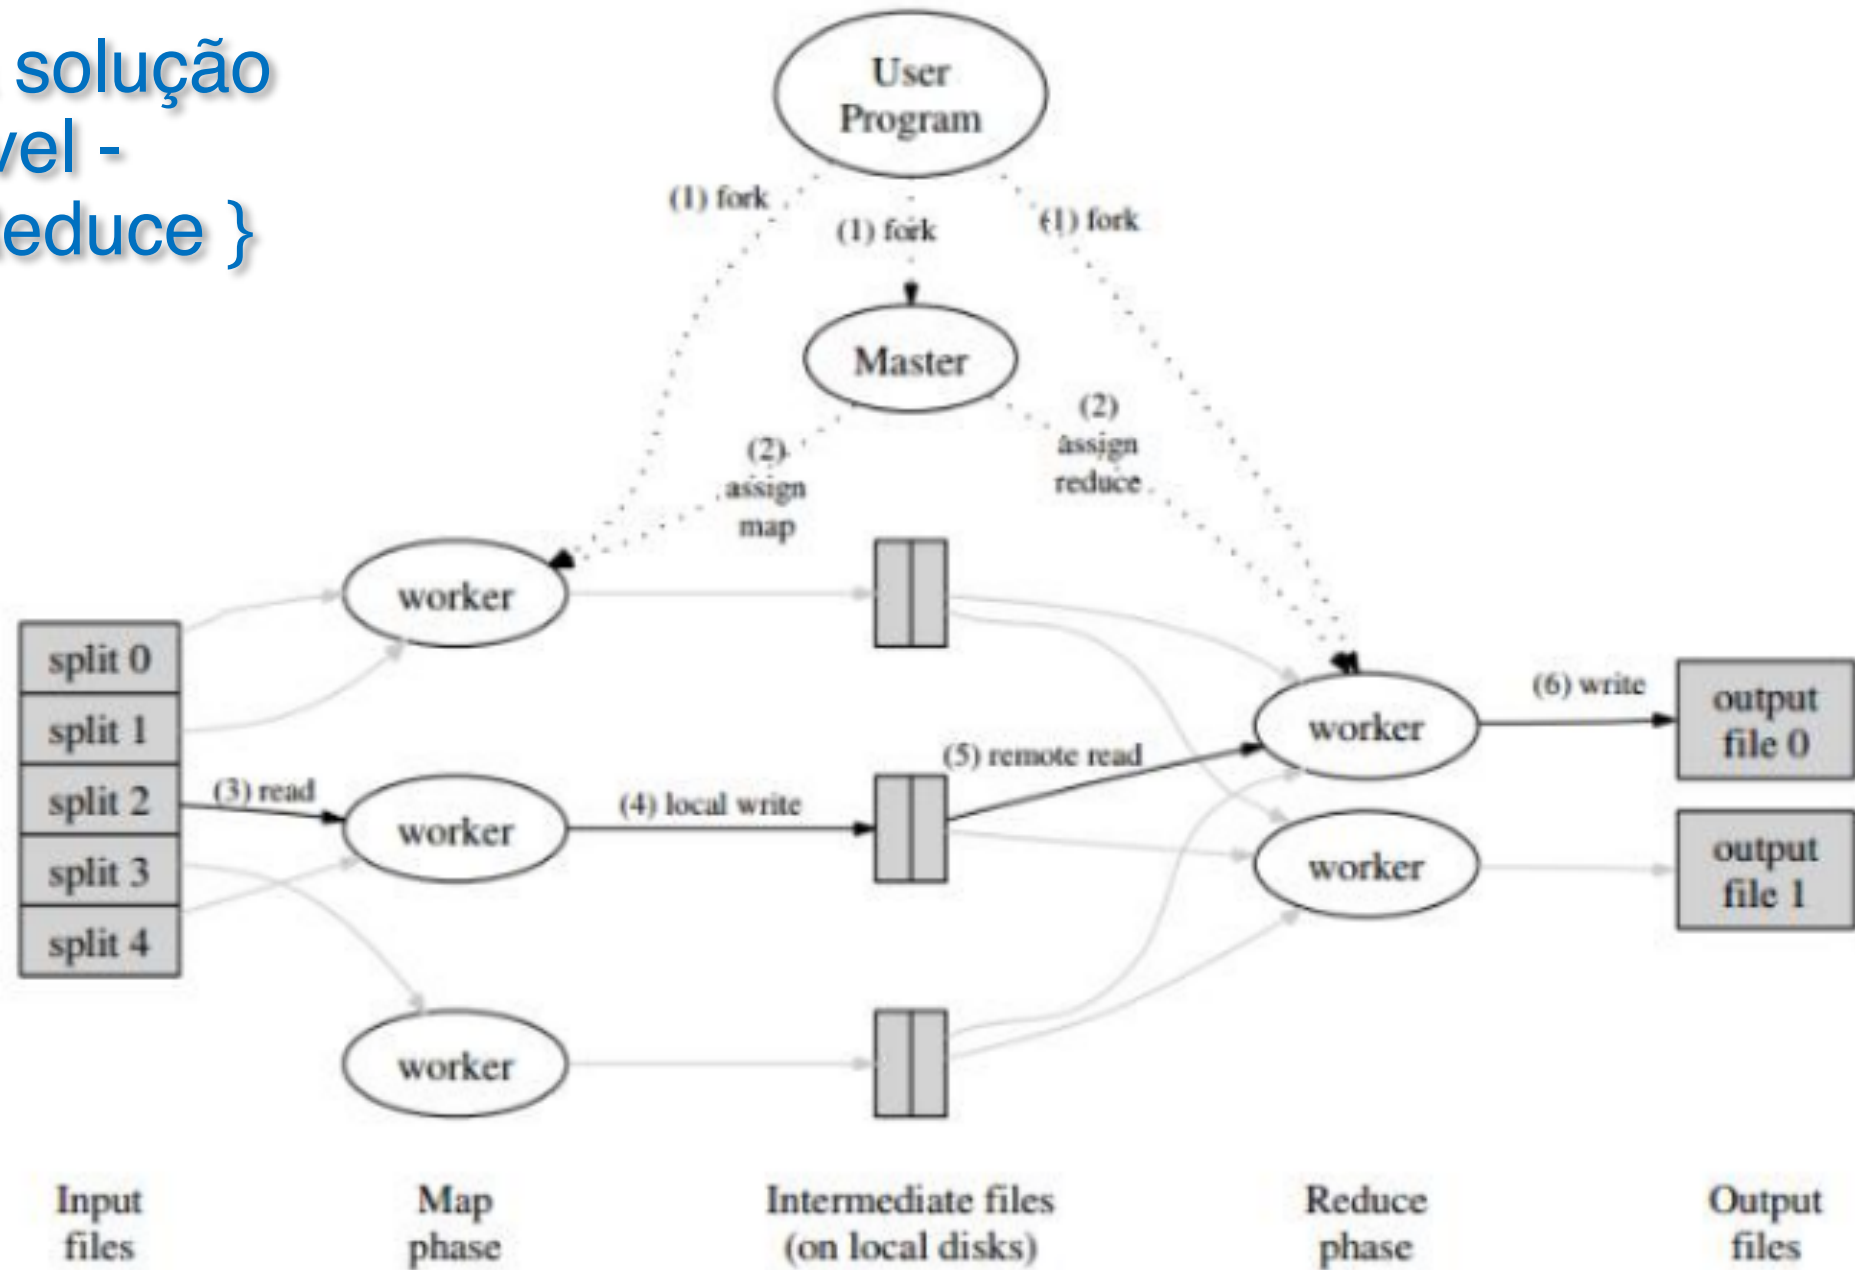 solução
vel -
educe }
User
Program
(1) fork
(1) fork
(1) fork
Master
(2)
assign
map
(2)
assign
reduce
worker
split 0
split 1
split 2
split 3
split 4
(3) read
worker
(4) local write
(5) remote read
worker
(6) write
output
file 0
worker
output
file 1
worker
Input
files
Map
phase
Intermediate files
(on local disks)
Reduce
phase
Output
files